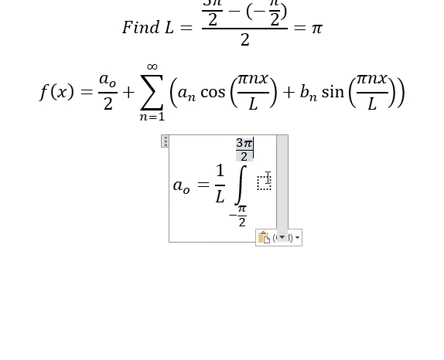 Find L = (3π/2 − (−π/2))/2 = π
f(x) = a₀/2 + ∑_{n=1}^{∞} (aₙ cos(πnx/L) + bₙ sin(πnx/L))
a₀ = 1/L ∫_{−π/2}^{3π/2}